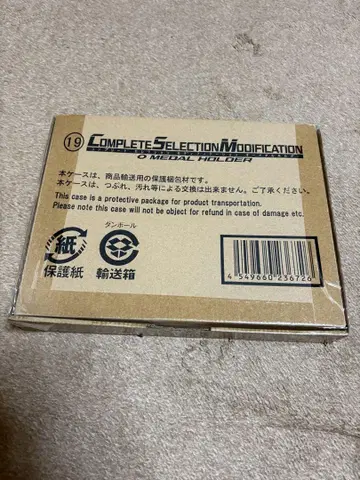 19 COMPLETE SELECTION MODIFICATION
O MEDAL HOLDER
本ケースは、商品輸送用の保護梱包材です。
本ケースは、つぶれ、汚れ等による交換は出来ません。ご了承ください。
This case is a protective package for product transportation.
Please note this case will not be object for refund in case of damage etc.
紙
保護紙
ダンボール
輸送箱
4 549660 236726